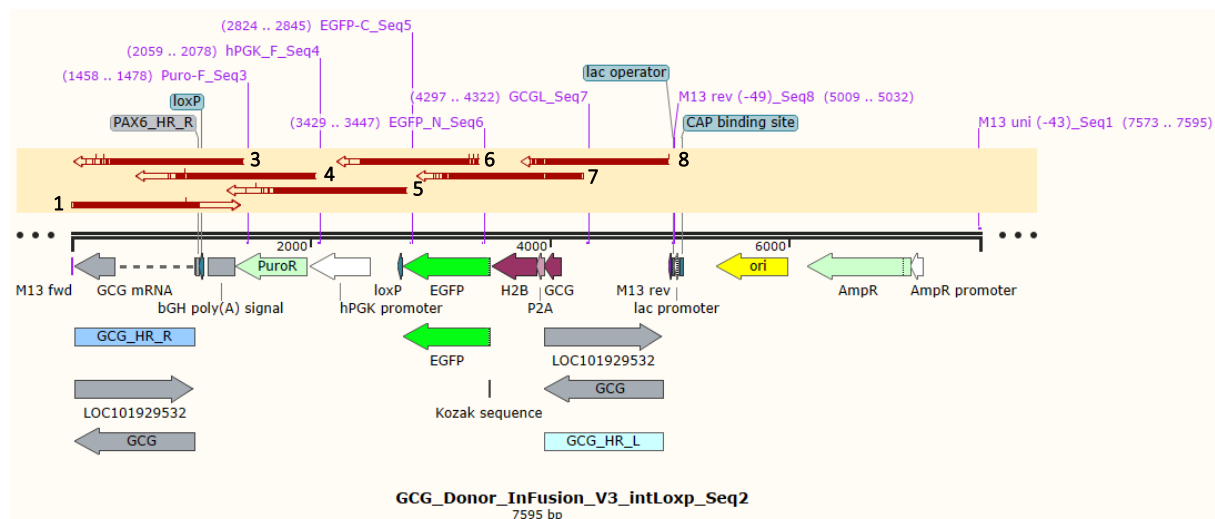 (2824 .. 2845) EGFP-C_Seq5
(2059 .. 2078) hPGK_F_Seq4
(1458 .. 1478) Puro-F_Seq3
lac operator
loxP
(4297 .. 4322) GCGL_Seq7
M13 rev (-49)_Seq8 (5009 .. 5032)
PAX6_HR_R
(3429 .. 3447) EGFP_N_Seq6
CAP binding site
M13 uni (-43)_Seq1 (7573 .. 7595)
3
6
8
4
7
5
1
2000
4000
6000
PuroR
EGFP
ori
AmpR
M13 fwd
GCG mRNA
loxP
EGFP
H2B
GCG
M13 rev
AmpR
AmpR promoter
bGH poly(A) signal
hPGK promoter
P2A
lac promoter
GCG_HR_R
EGFP
LOC101929532
EGFP
LOC101929532
Kozak sequence
GCG
LOC101929532
GCG
GCG_HR_L
GCG_Donor_InFusion_V3_intLoxp_Seq2
7595 bp